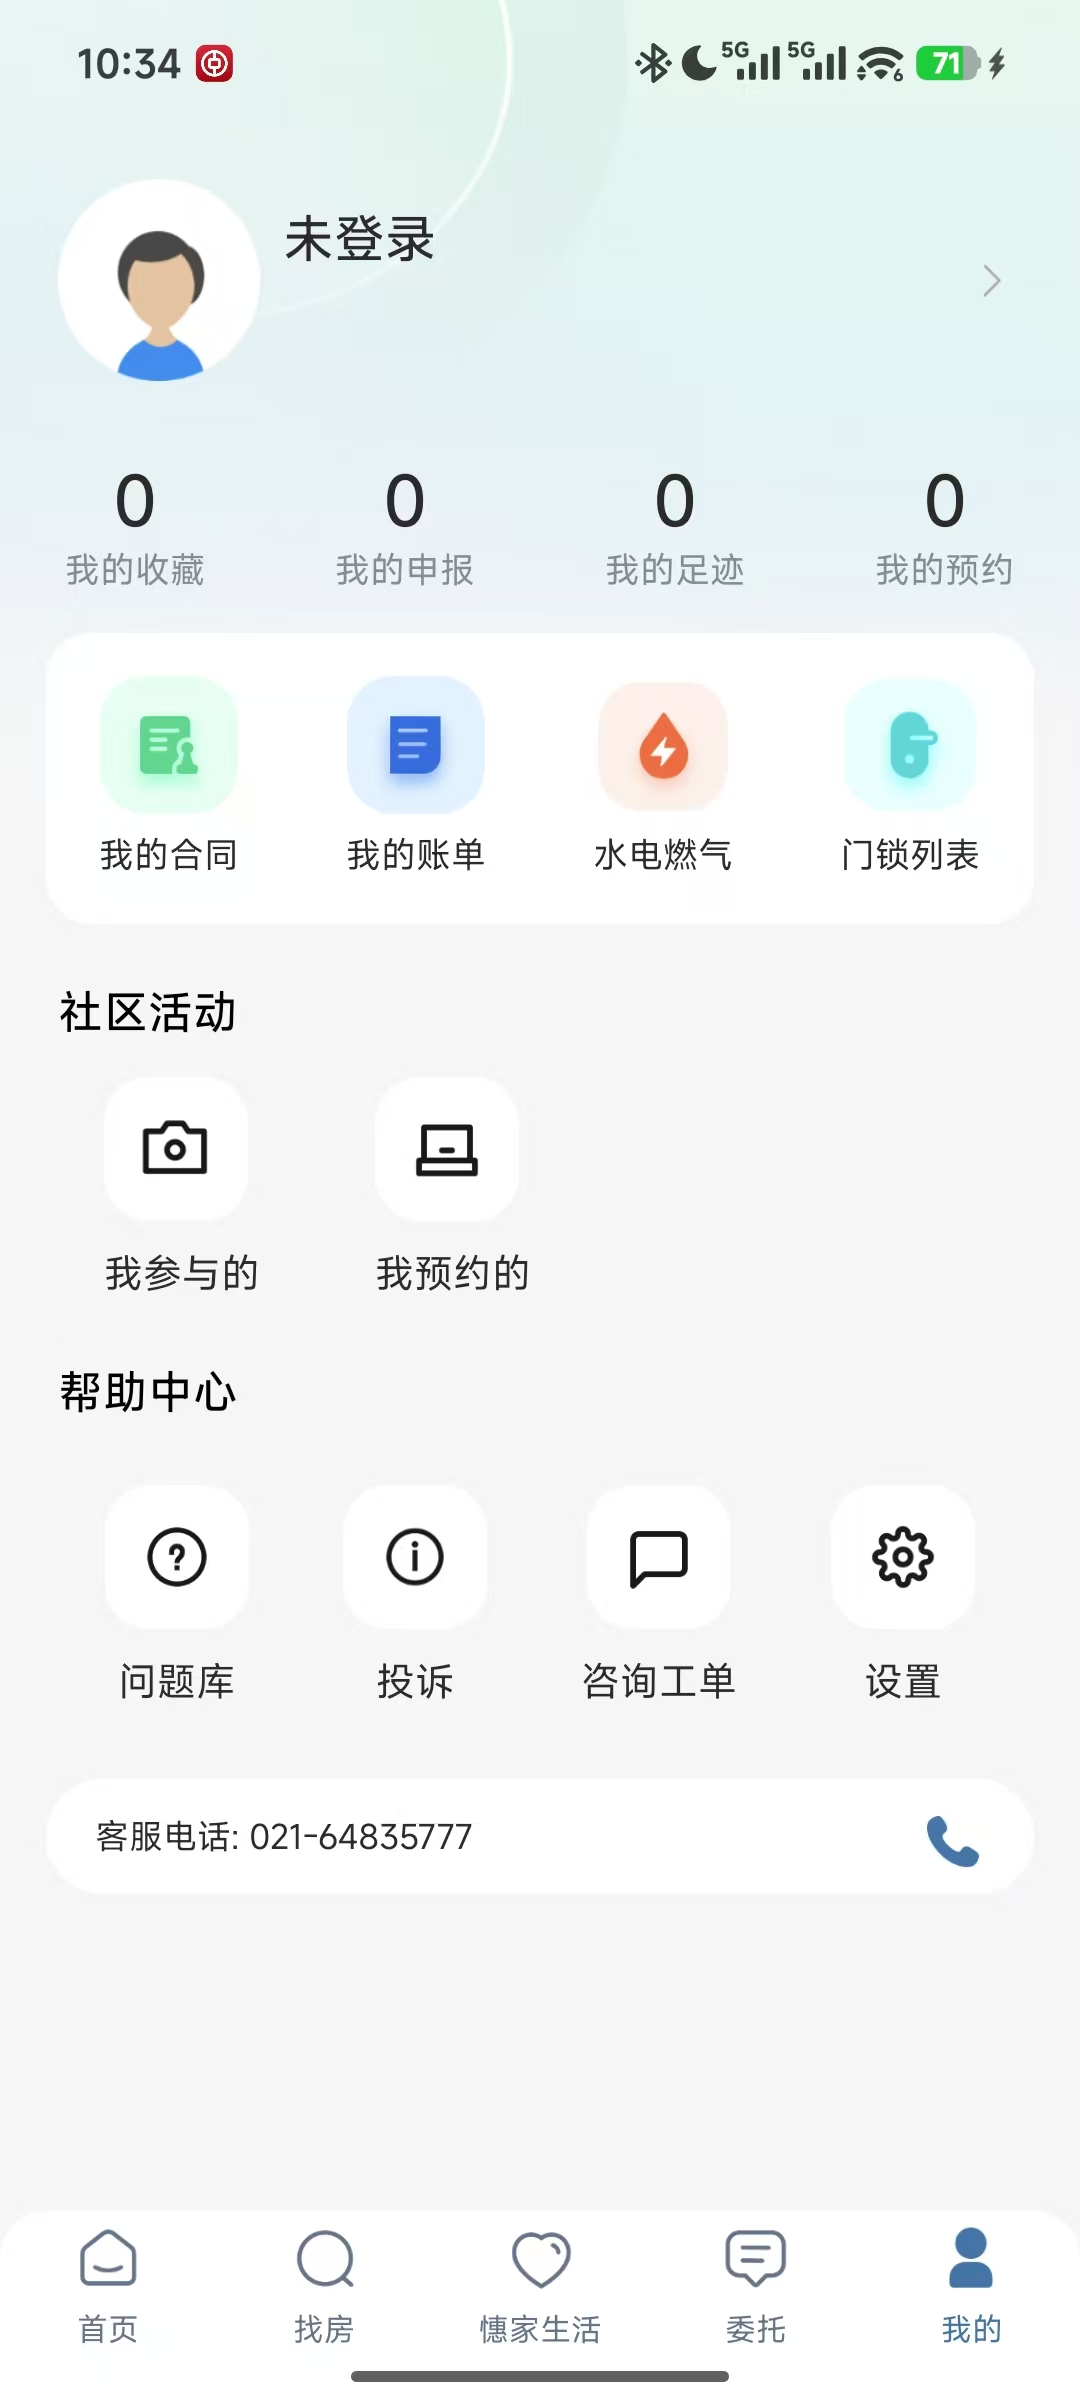 10:34 5G 5G 6 71
未登录
0 0 0 0
我的收藏 我的申报 我的足迹 我的预约
我的合同 我的账单 水电燃气 门锁列表
社区活动
我参与的 我预约的
帮助中心
问题库 投诉 咨询工单 设置
客服电话: 021-64835777
首页 找房 憓家生活 委托 我的